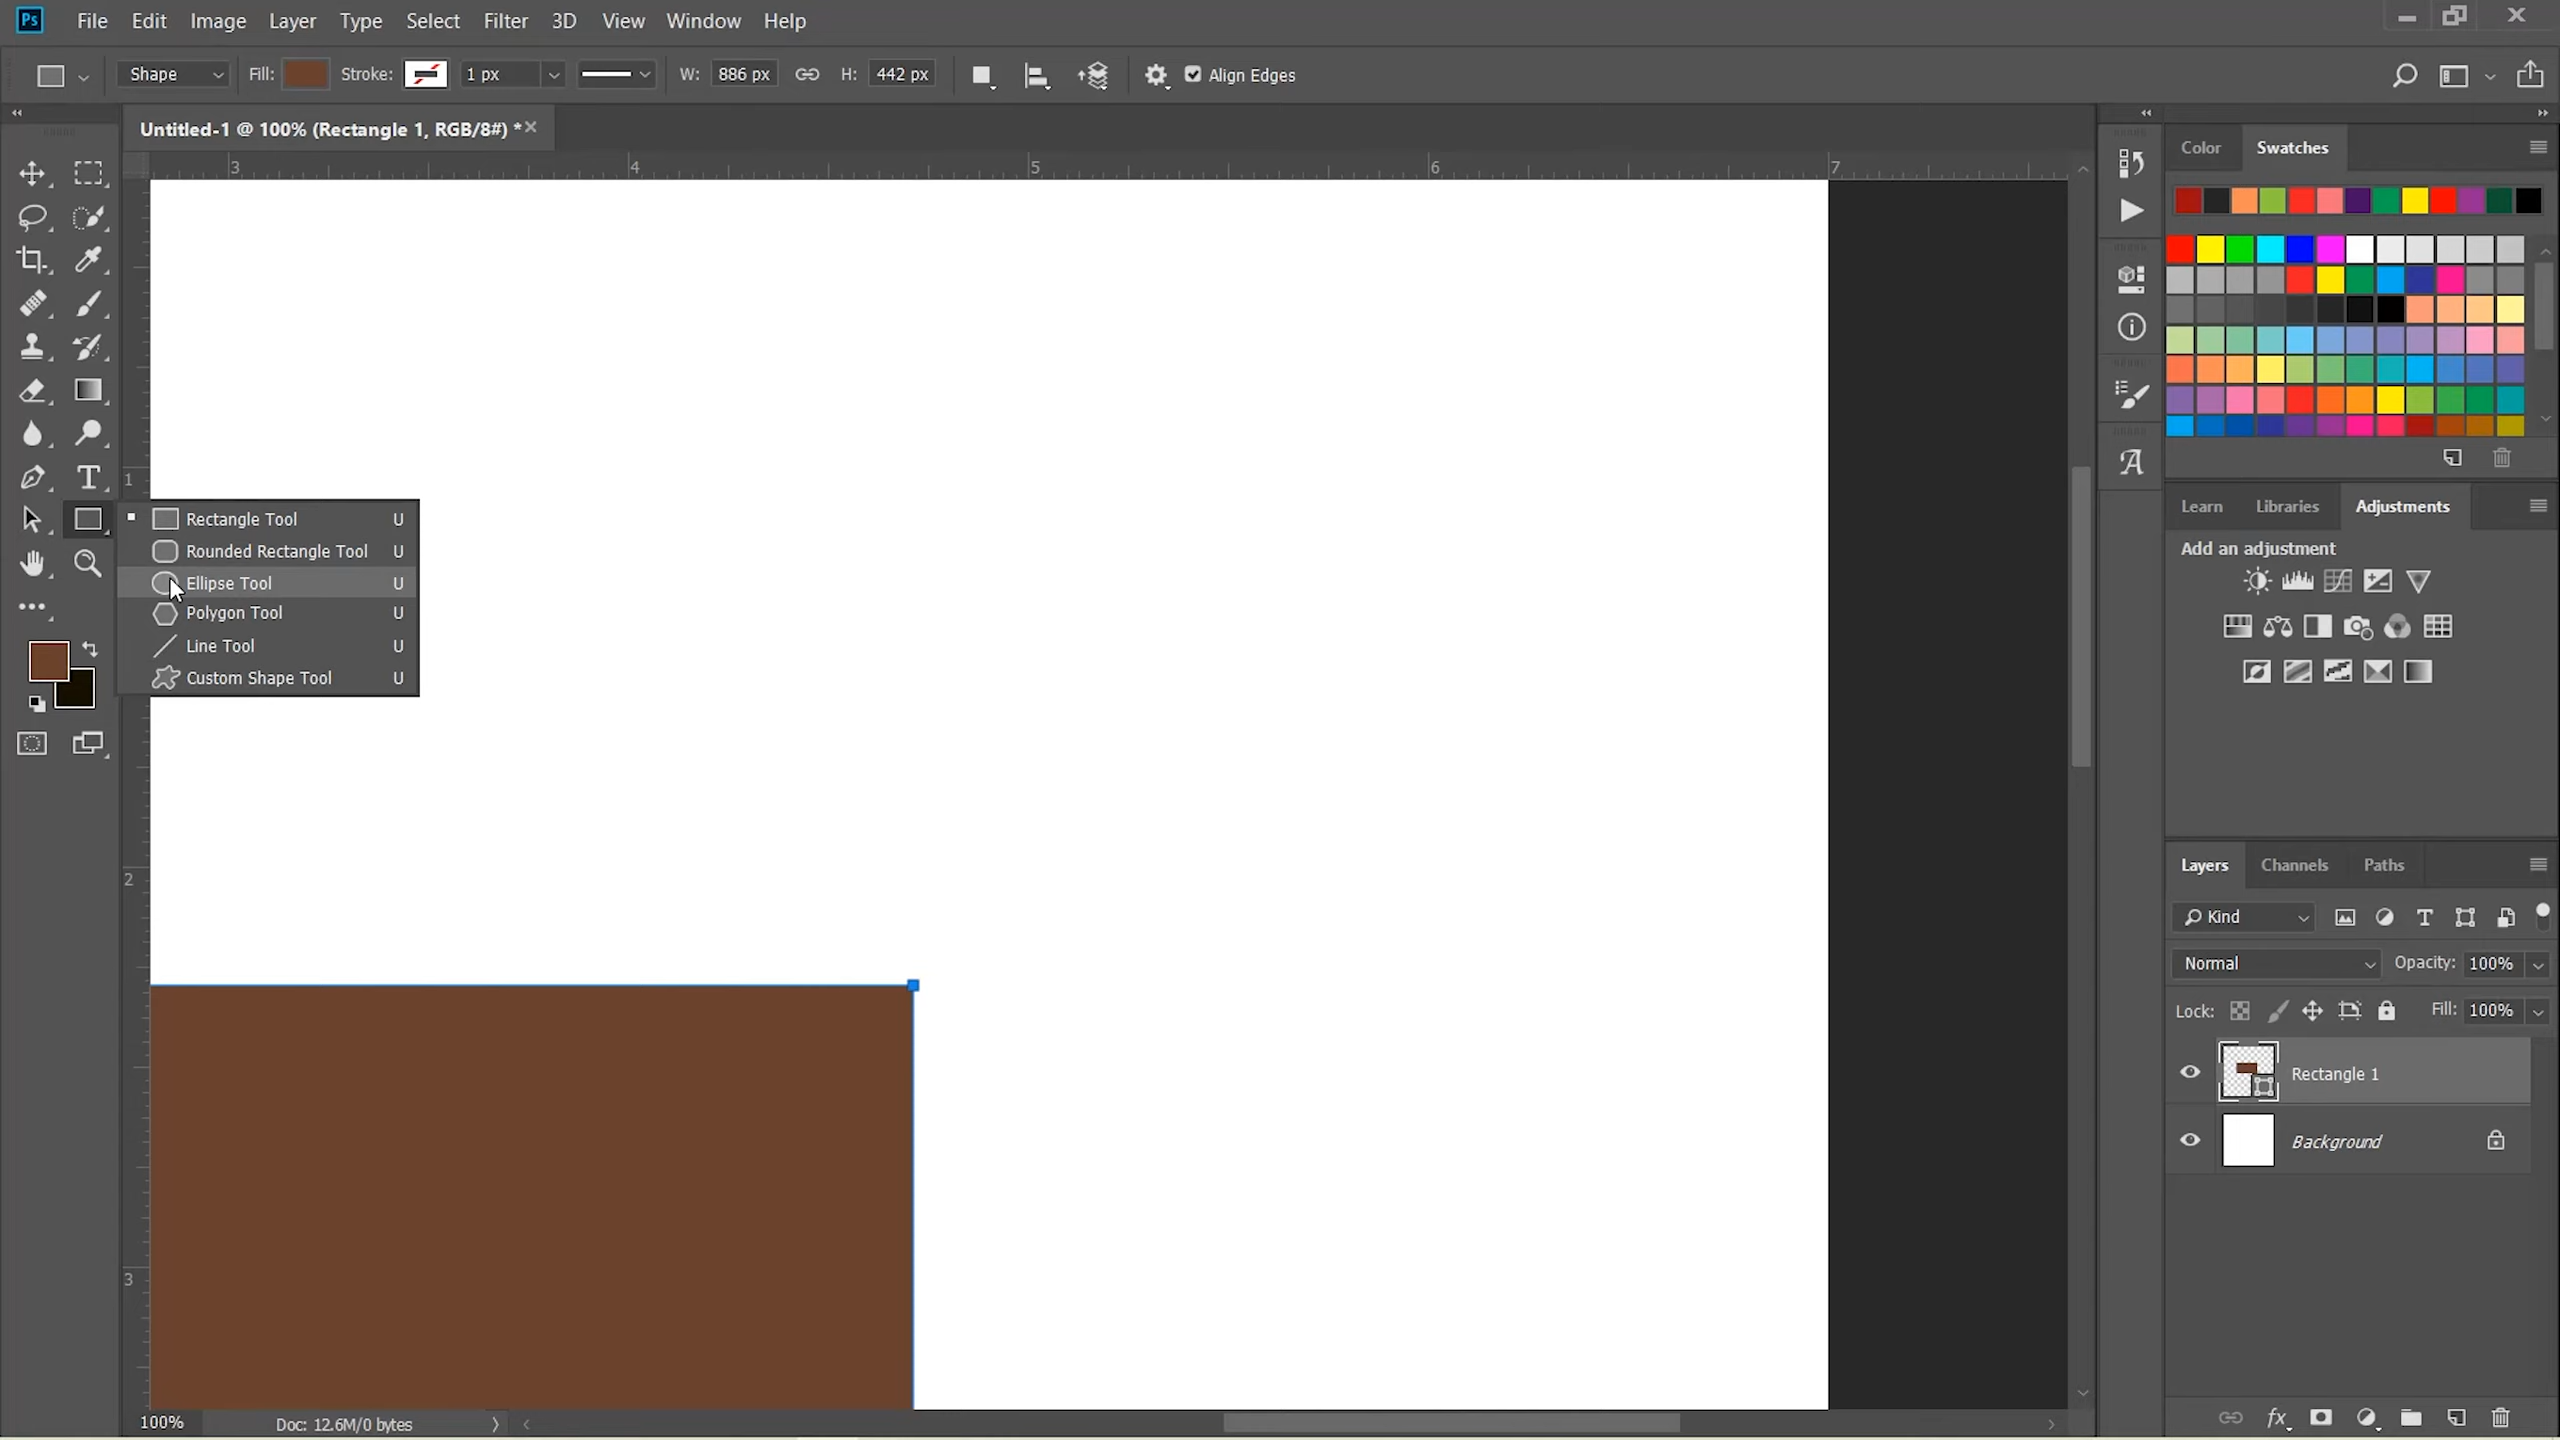 Ps File Edit Image Layer Type Select Filter 3D View Window Help
Shape Fill: Stroke: 1 px W: 886 px H: 442 px Align Edges
Untitled-1 @ 100% (Rectangle 1, RGB/8#) *
3 4 5 6 7
1
2
3
T
Rectangle Tool U
Rounded Rectangle Tool U
Ellipse Tool U
Polygon Tool U
Line Tool U
Custom Shape Tool U
100% Doc: 12.6M/0 bytes
Color Swatches
A
Learn Libraries Adjustments
Add an adjustment
Layers Channels Paths
Kind T
Normal Opacity: 100%
Lock: Fill: 100%
Rectangle 1
Background
fx